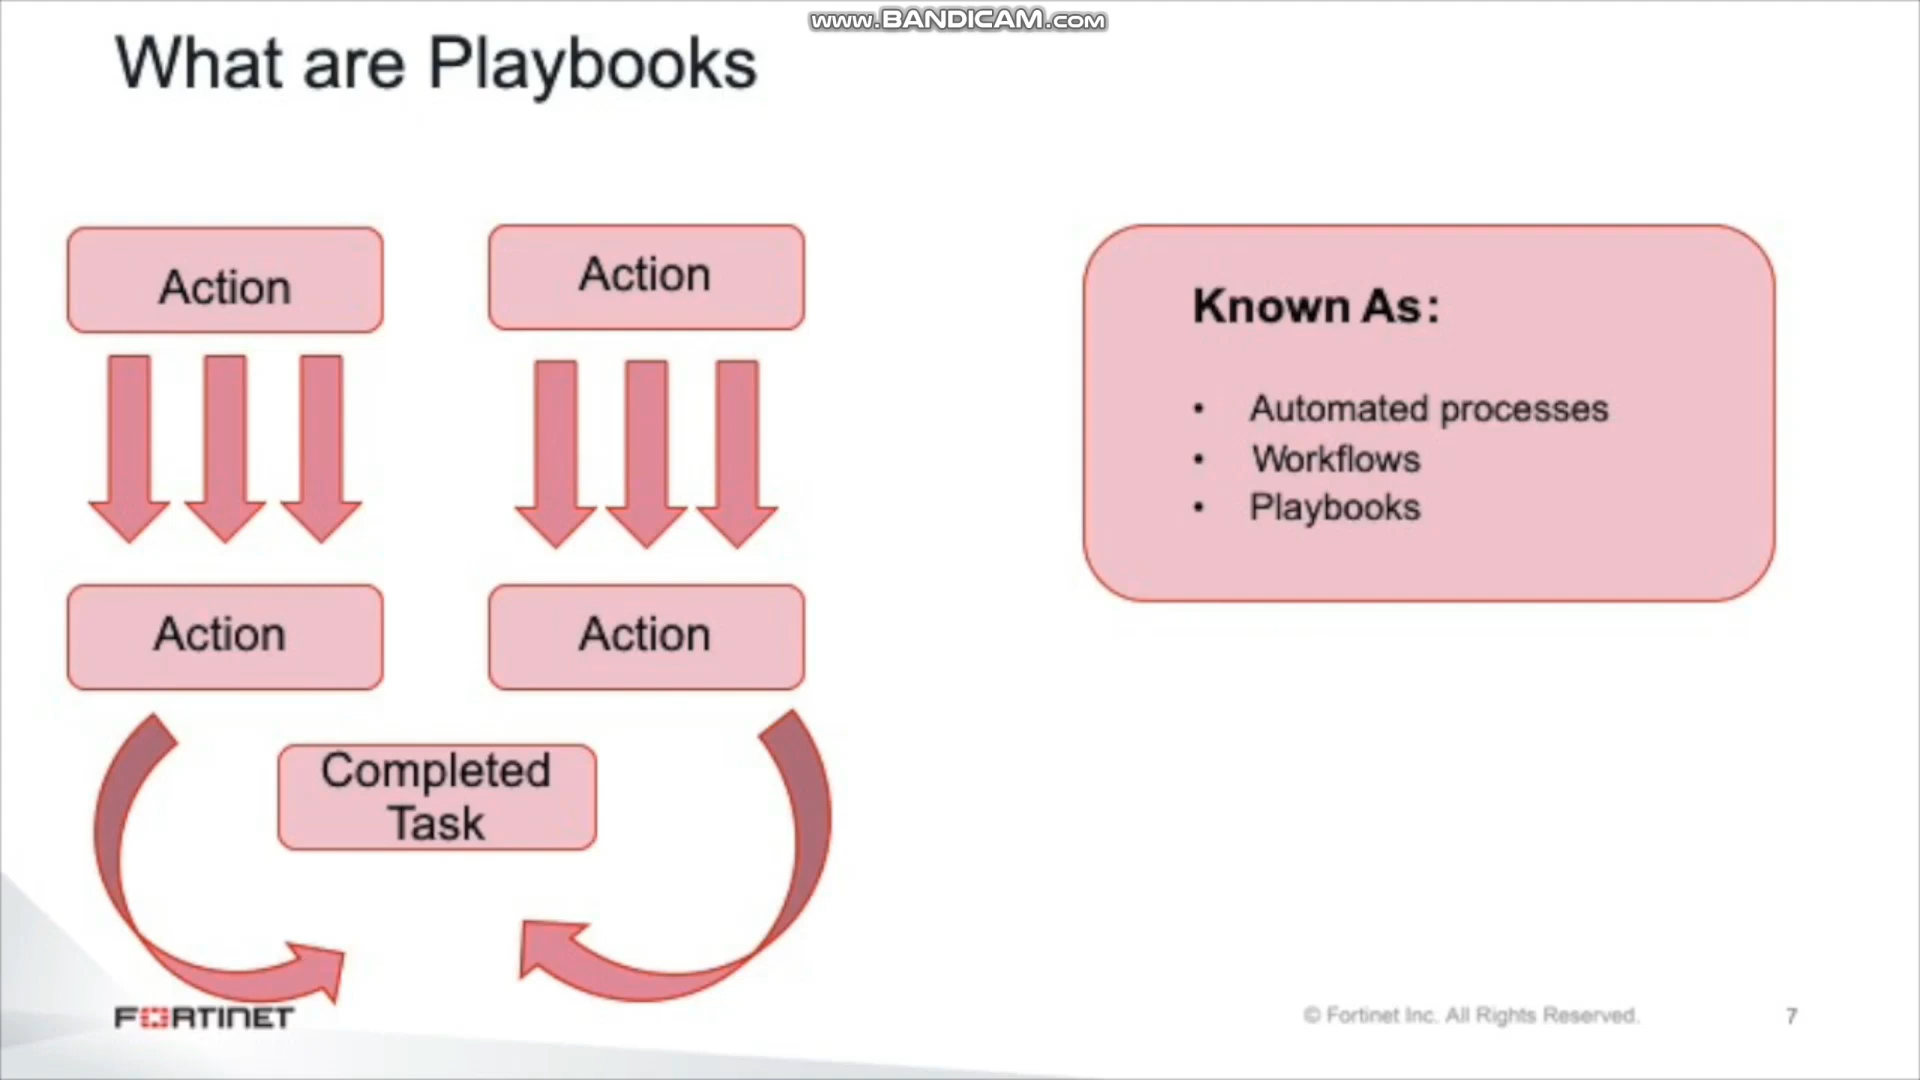 www.BANDICAM.com
What are Playbooks
Action
Action
Action
Action
Completed
Task
Known As:
• Automated processes
• Workflows
• Playbooks
FORTINET
© Fortinet Inc. All Rights Reserved.
7